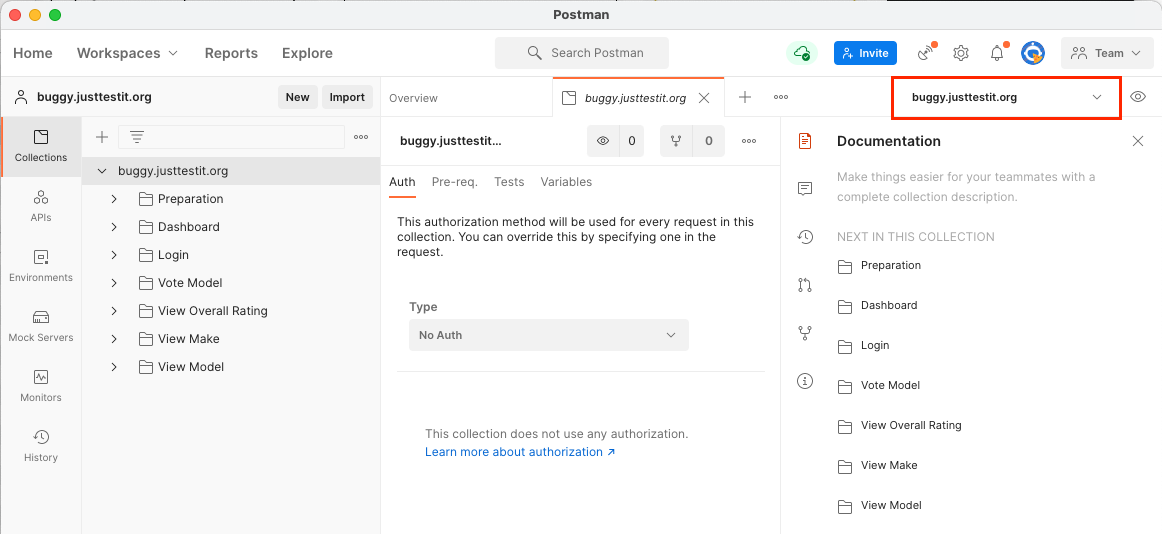 Postman
Home
Workspaces
Reports
Explore
Search Postman
Invite
Team
buggy.justtestit.org
New
Import
Overview
buggy.justtestit.org
buggy.justtestit.org
Collections
APIs
Environments
Mock Servers
Monitors
History
buggy.justtestit.org
Preparation
Dashboard
Login
Vote Model
View Overall Rating
View Make
View Model
buggy.justtestit...
0
0
Auth
Pre-req.
Tests
Variables
This authorization method will be used for every request in this
collection. You can override this by specifying one in the
request.
Type
No Auth
This collection does not use any authorization.
Learn more about authorization ↗
Documentation
Make things easier for your teammates with a
complete collection description.
NEXT IN THIS COLLECTION
Preparation
Dashboard
Login
Vote Model
View Overall Rating
View Make
View Model